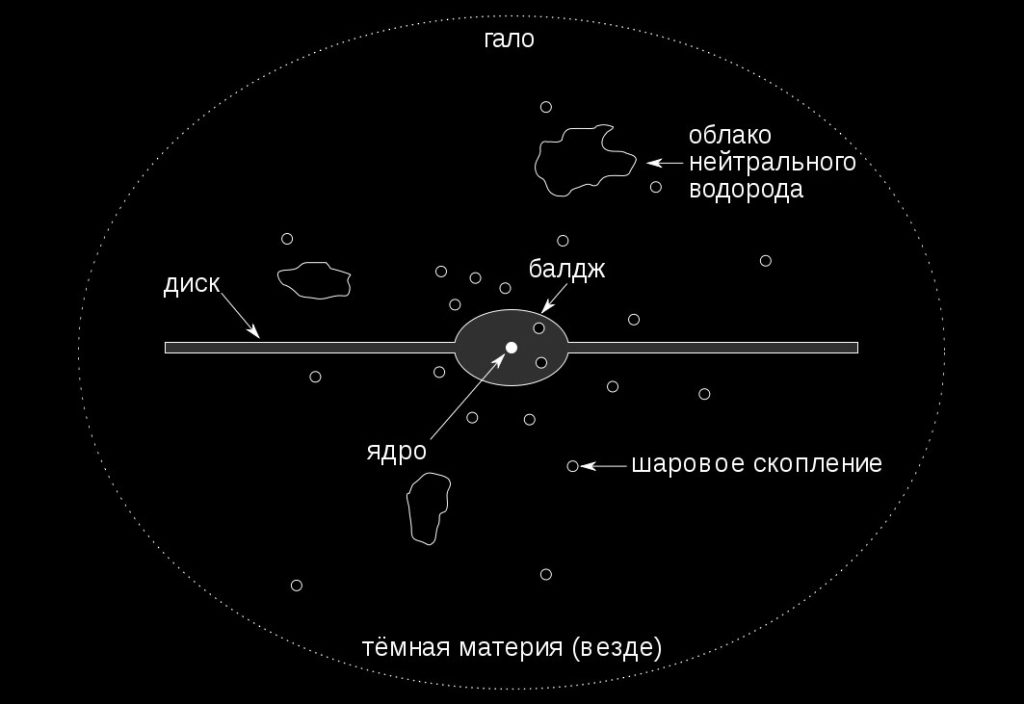 гало
облако
нейтрального
водорода
балдж
диск
ядро
шаровое скопление
тёмная материя (везде)